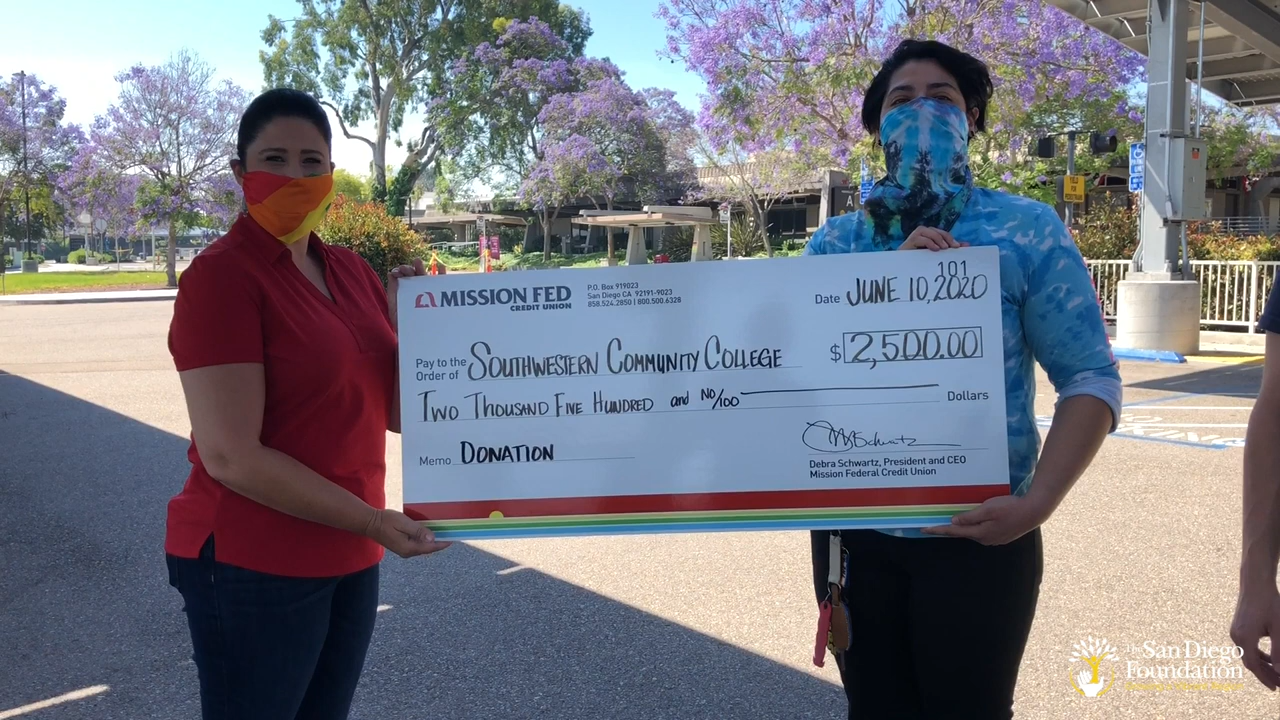 MISSION FED
CREDIT UNION
P.O. Box 919023
San Diego CA 92191-9023
858.524.2850 | 800.500.6328
101
Date JUNE 10, 2020
Pay to the
Order of SOUTHWESTERN COMMUNITY COLLEGE
$ 2,500.00
TWO THOUSAND FIVE HUNDRED and NO/100 Dollars
Memo DONATION
Debra Schwartz, President and CEO
Mission Federal Credit Union
The San Diego
Foundation